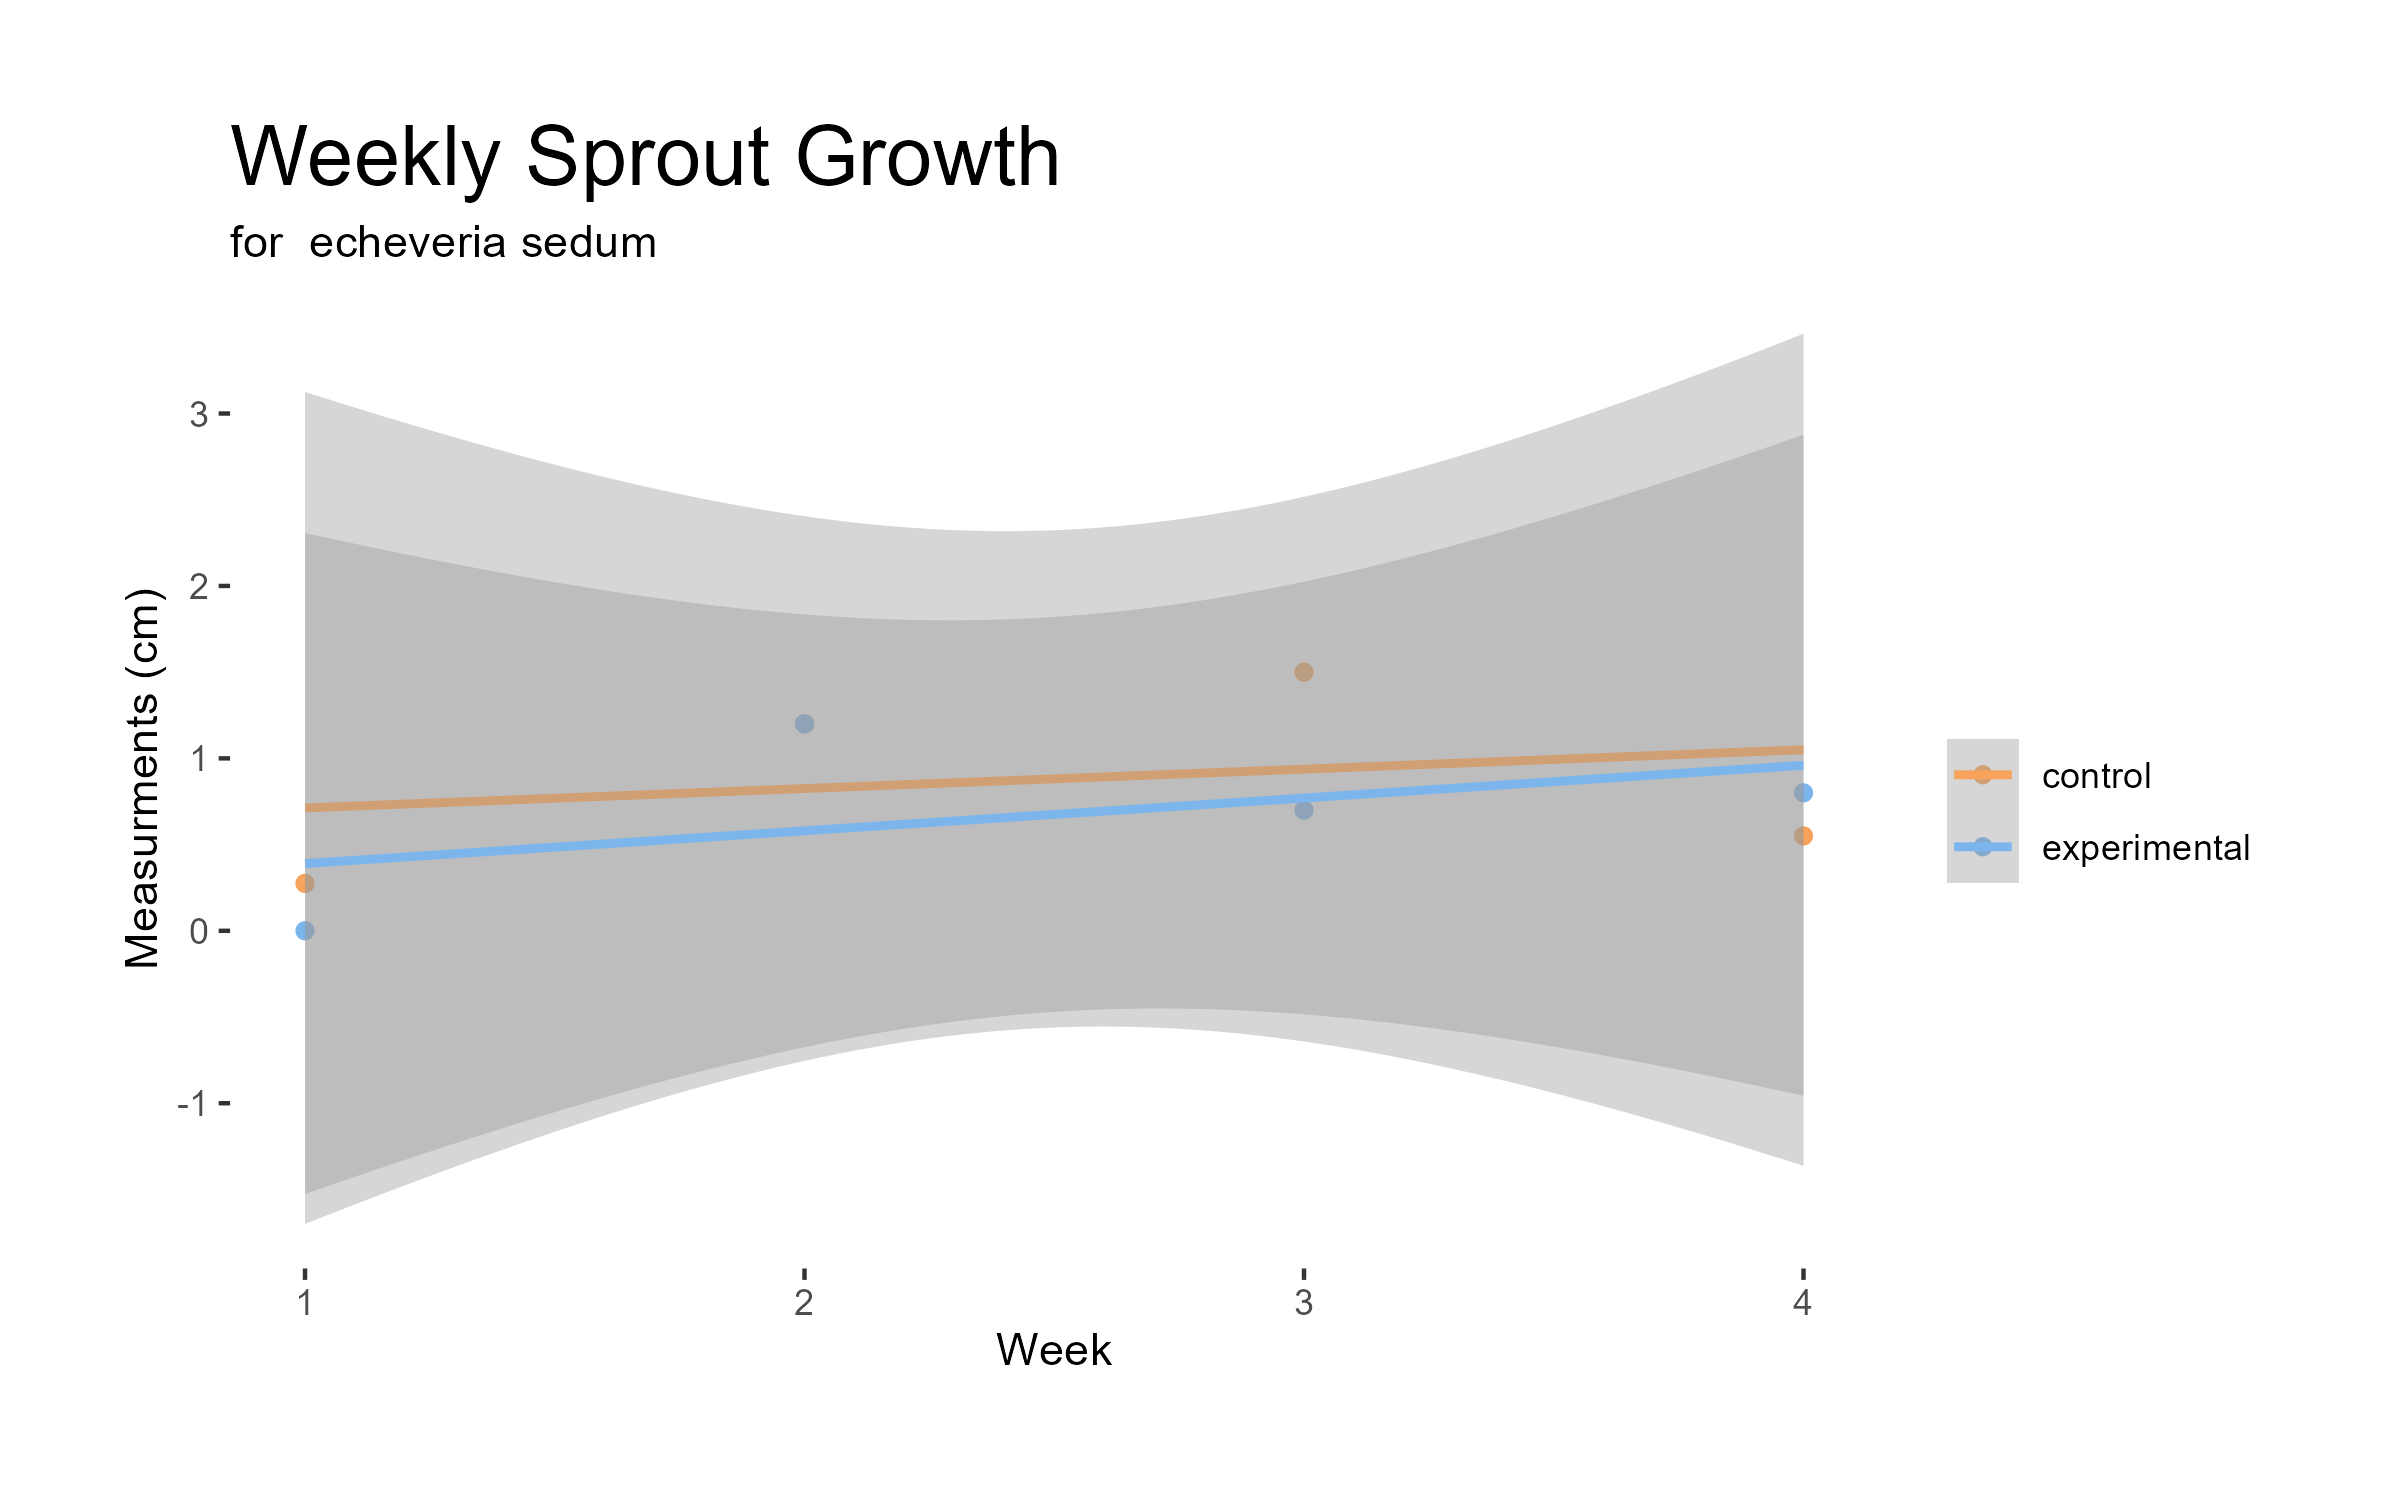 Weekly Sprout Growth
for  echeveria sedum
Measurments (cm)
3
2
1
0
-1
1
2
3
4
Week
control
experimental